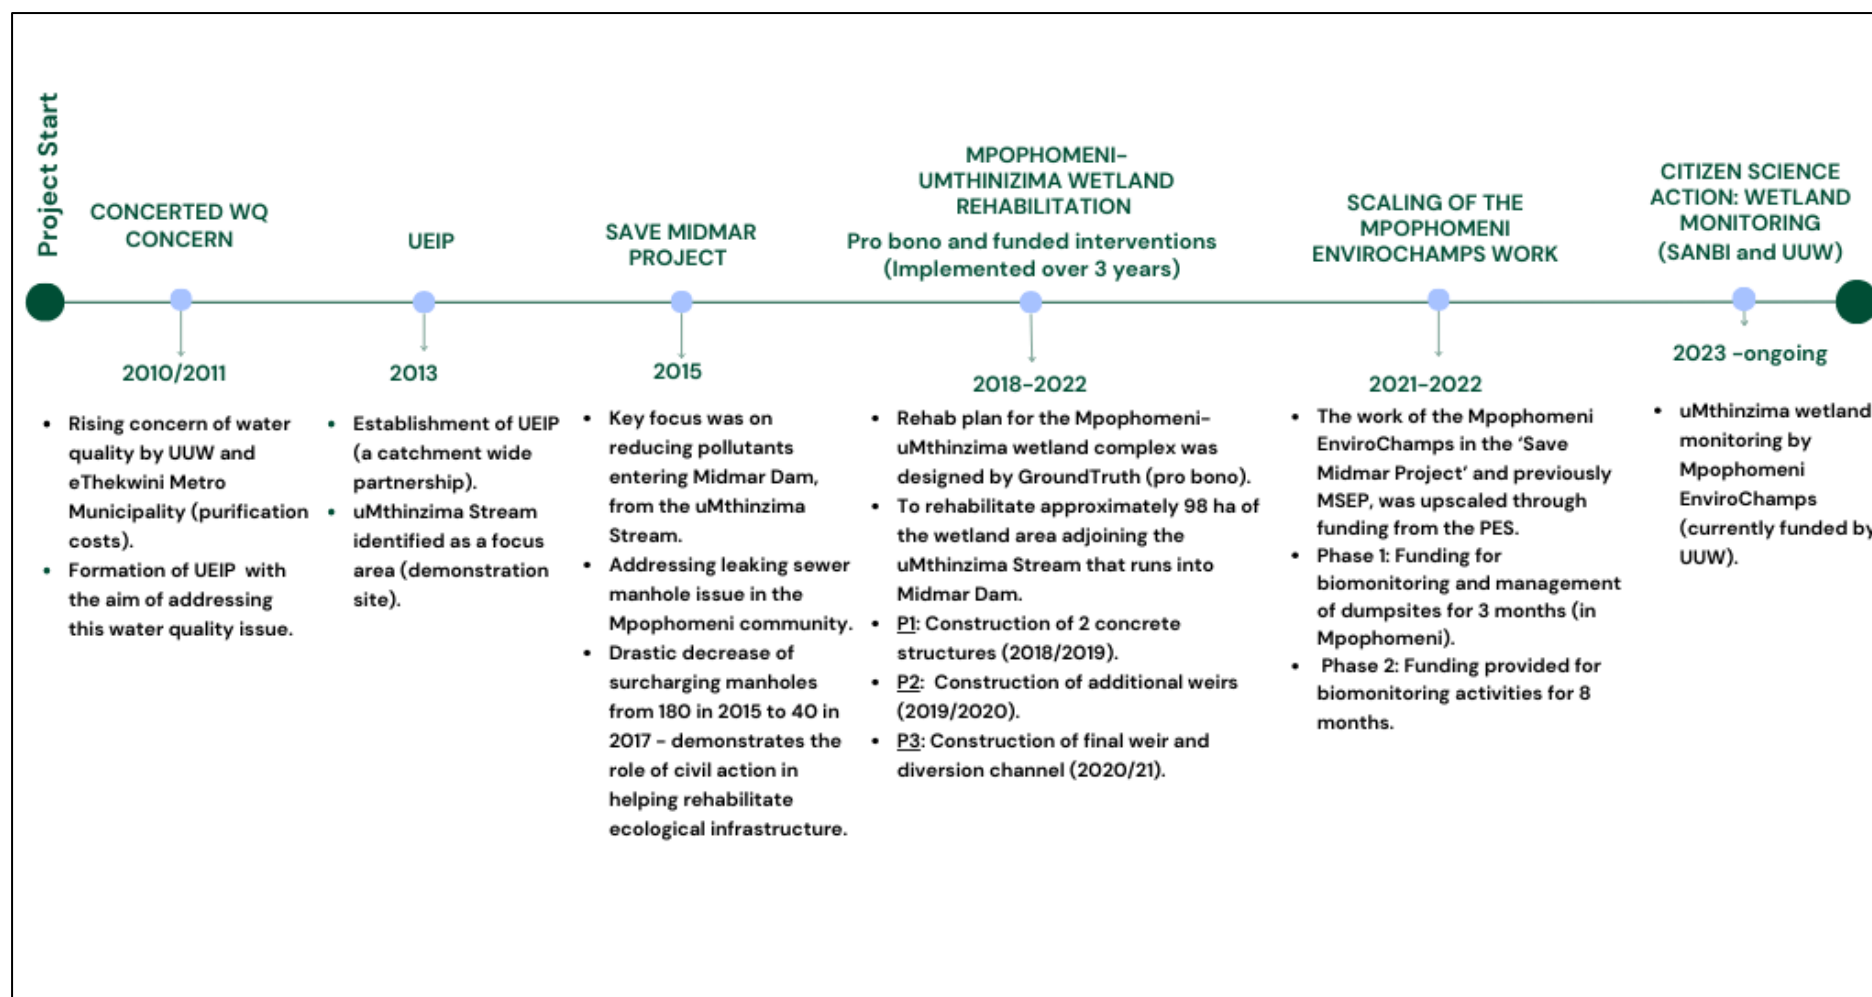 Project Start
CONCERTED WQ
CONCERN
2010/2011
• Rising concern of water
quality by UUW and
eThekwini Metro
Municipality (purification
costs).
• Formation of UEIP with
the aim of addressing
this water quality issue.
UEIP
2013
• Establishment of UEIP
(a catchment wide
partnership).
• uMthinzima Stream
identified as a focus
area (demonstration
site).
SAVE MIDMAR
PROJECT
2015
• Key focus was on
reducing pollutants
entering Midmar Dam,
from the uMthinzima
Stream.
• Addressing leaking sewer
manhole issue in the
Mpophomeni community.
• Drastic decrease of
surcharging manholes
from 180 in 2015 to 40 in
2017 - demonstrates the
role of civil action in
helping rehabilitate
ecological infrastructure.
MPOPHOMENI-
UMTHINIZIMA WETLAND
REHABILITATION
Pro bono and funded interventions
(Implemented over 3 years)
2018-2022
• Rehab plan for the Mpophomeni-
uMthinzima wetland complex was
designed by GroundTruth (pro bono).
• To rehabilitate approximately 98 ha of
the wetland area adjoining the
uMthinzima Stream that runs into
Midmar Dam.
• P1: Construction of 2 concrete
structures (2018/2019).
• P2: Construction of additional weirs
(2019/2020).
• P3: Construction of final weir and
diversion channel (2020/21).
SCALING OF THE
MPOPHOMENI
ENVIROCHAMPS WORK
2021-2022
• The work of the Mpophomeni
EnviroChamps in the ‘Save
Midmar Project’ and previously
MSEP, was upscaled through
funding from the PES.
• Phase 1: Funding for
biomonitoring and management
of dumpsites for 3 months (in
Mpophomeni).
• Phase 2: Funding provided for
biomonitoring activities for 8
months.
CITIZEN SCIENCE
ACTION: WETLAND
MONITORING
(SANBI and UUW)
2023 -ongoing
• uMthinzima wetland
monitoring by
Mpophomeni
EnviroChamps
(currently funded by
UUW).